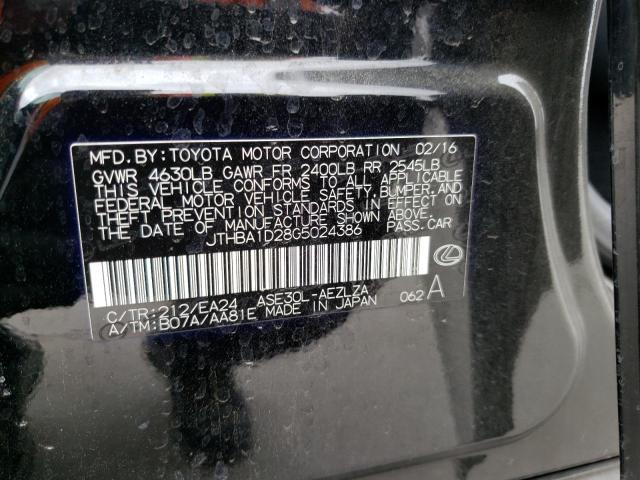 MFD.BY:TOYOTA MOTOR CORPORATION 02/16
GVWR 4630LB GAWR FR 2400LB RR 2545LB
THIS VEHICLE CONFORMS TO ALL APPLICABLE
FEDERAL MOTOR VEHICLE SAFETY, BUMPER, AND
THEFT PREVENTION STANDARDS IN EFFECT ON
THE DATE OF MANUFACTURE SHOWN ABOVE.
JTHBA1D28G5024386 PASS.CAR
C/TR:212/EA24 ASE30L-AEZLZA 062 A
A/TM:B07A/AA81E MADE IN JAPAN